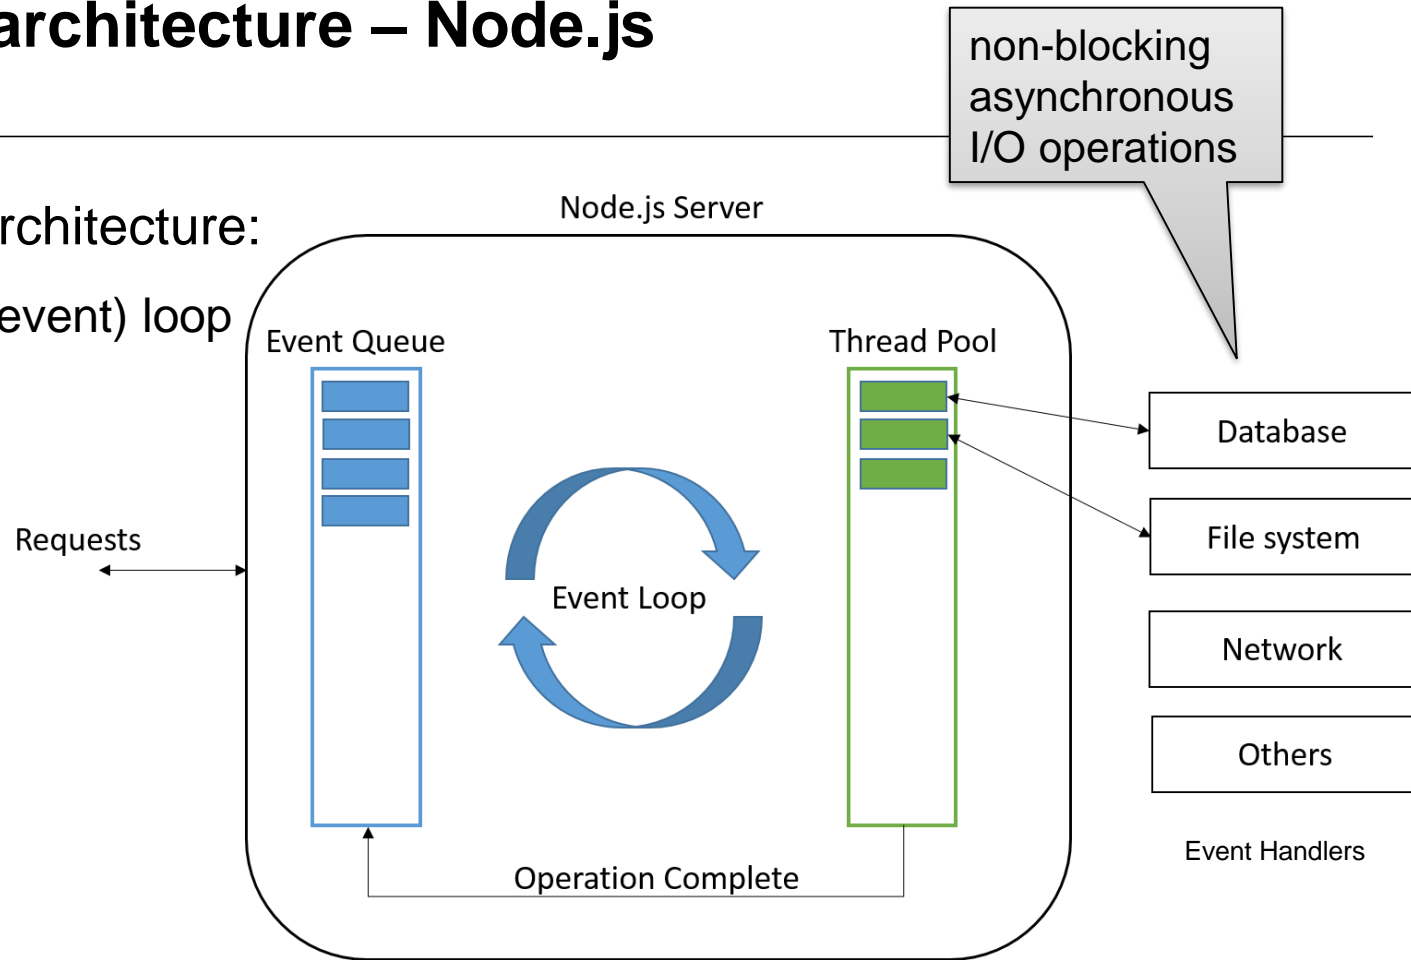 architecture – Node.js
non-blocking
asynchronous
I/O operations
rchitecture:
event) loop
Node.js Server
Event Queue
Thread Pool
Requests
Event Loop
Database
File system
Network
Others
Event Handlers
Operation Complete